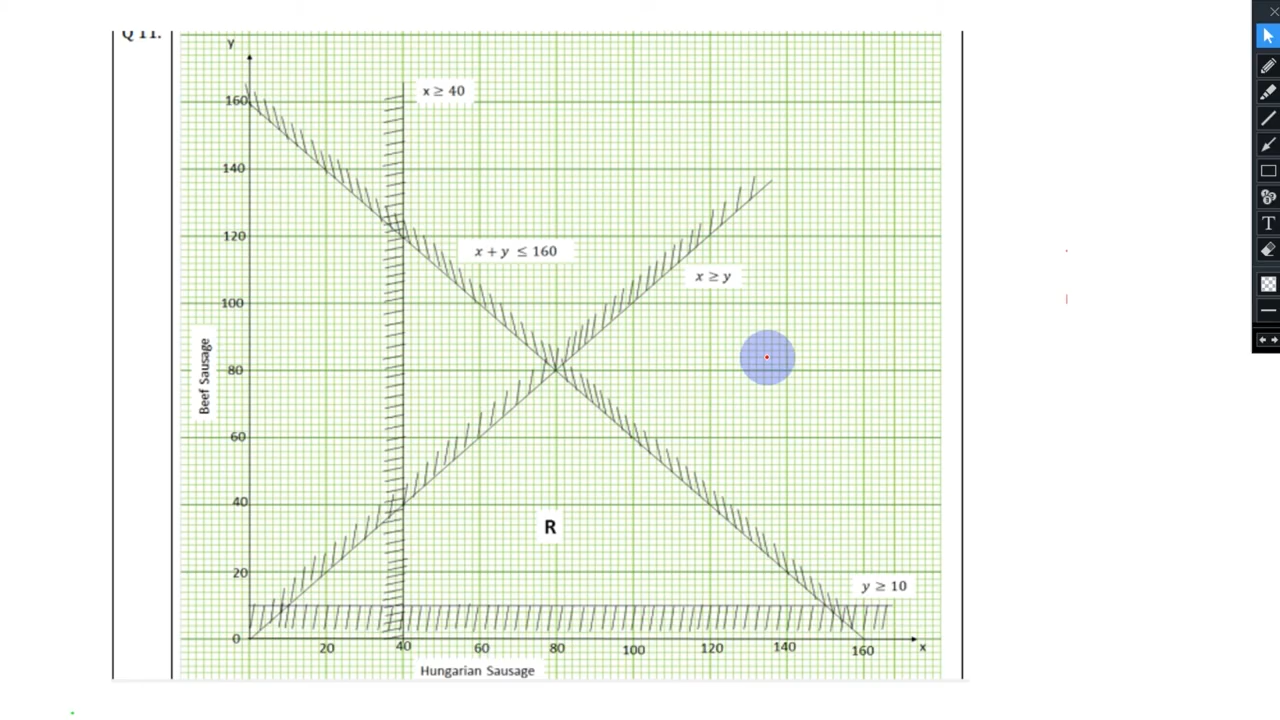 Q 11.
y
160
x ≥ 40
140
120
x + y ≤ 160
x ≥ y
100
Beef Sausage
80
60
40
R
20
y ≥ 10
0
20
40
60
80
100
120
140
160
x
Hungarian Sausage
T